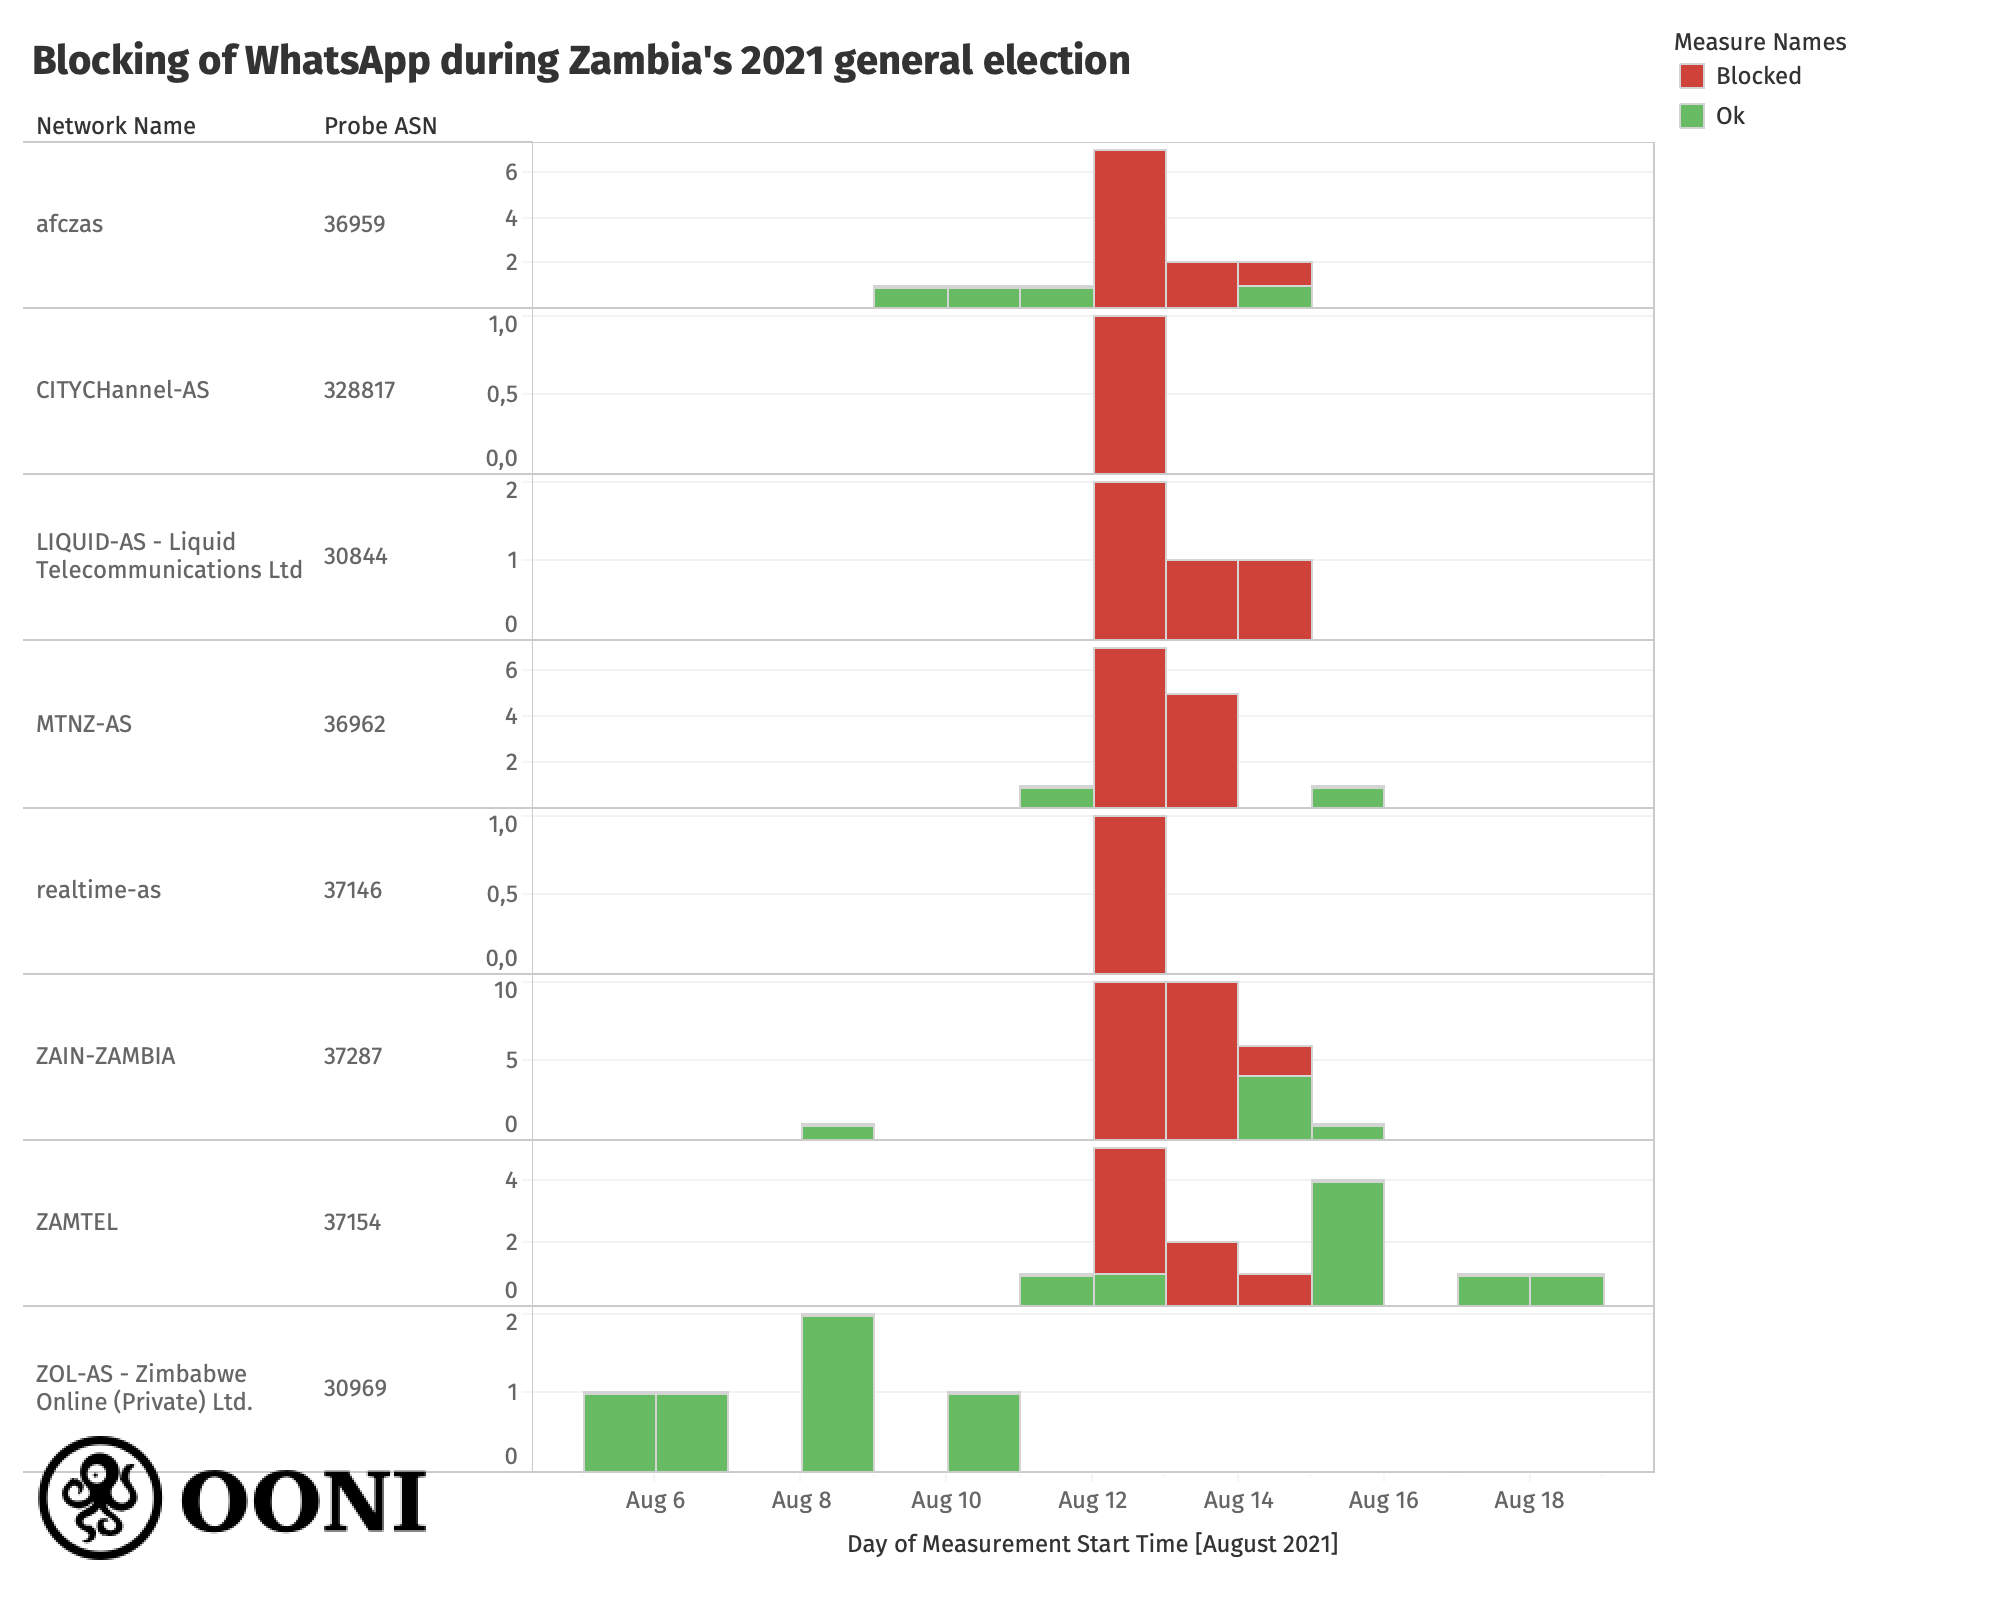 Blocking of WhatsApp during Zambia's 2021 general election
Measure Names
Blocked
Ok
Network Name Probe ASN
afczas 36959
6
4
2
CITYCHannel-AS 328817
1,0
0,5
0,0
LIQUID-AS - Liquid
Telecommunications Ltd
30844
2
1
0
MTNZ-AS 36962
6
4
2
realtime-as 37146
1,0
0,5
0,0
ZAIN-ZAMBIA 37287
10
5
0
ZAMTEL 37154
4
2
0
ZOL-AS - Zimbabwe
Online (Private) Ltd.
30969
2
1
0
Aug 6 Aug 8 Aug 10 Aug 12 Aug 14 Aug 16 Aug 18
Day of Measurement Start Time [August 2021]
OONI